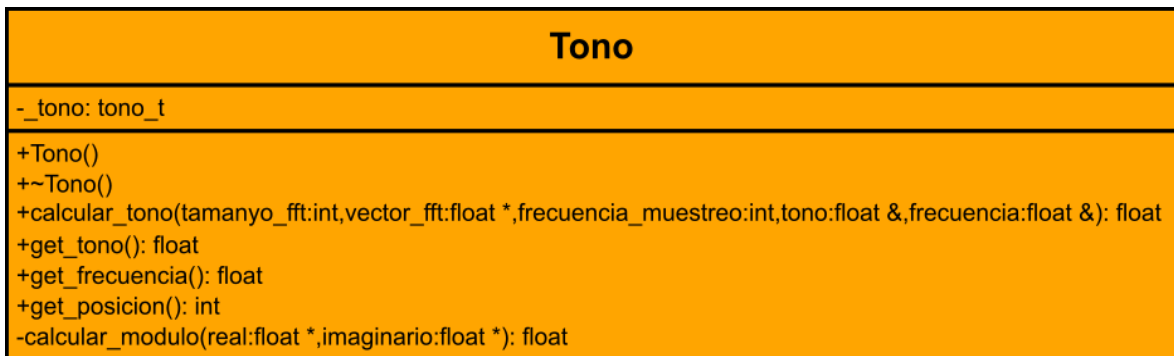 Tono
-_tono: tono_t
+Tono()
+~Tono()
+calcular_tono(tamanyo_fft:int,vector_fft:float *,frecuencia_muestreo:int,tono:float &,frecuencia:float &): float
+get_tono(): float
+get_frecuencia(): float
+get_posicion(): int
-calcular_modulo(real:float *,imaginario:float *): float